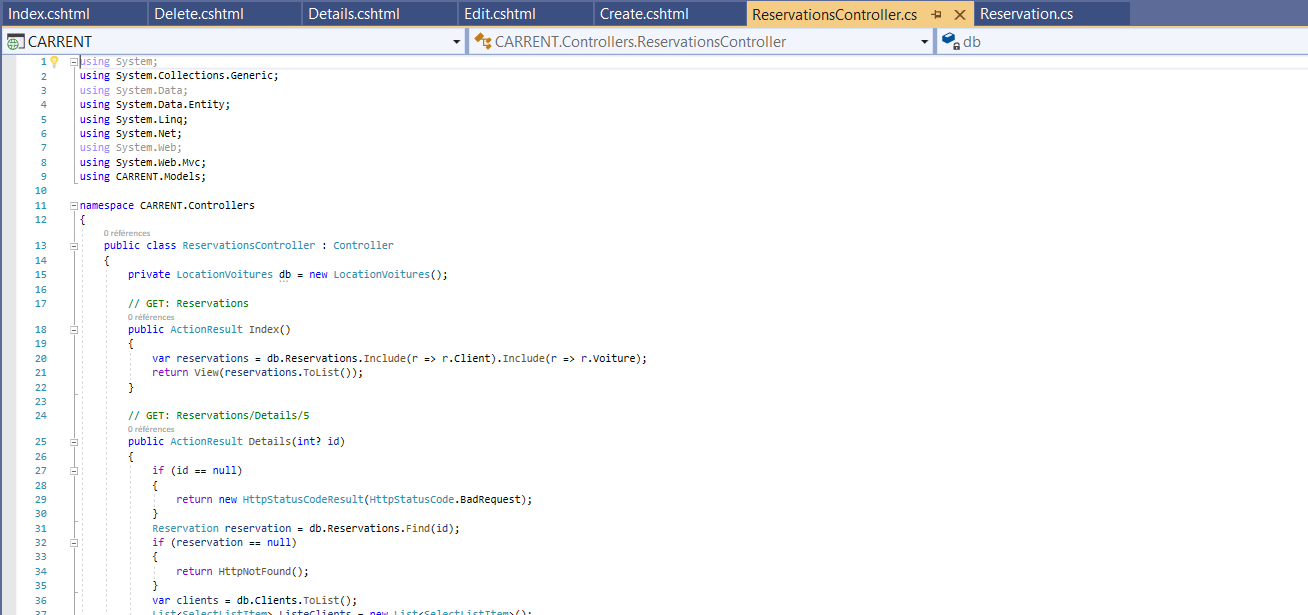 Index.cshtml Delete.cshtml Details.cshtml Edit.cshtml Create.cshtml ReservationsController.cs Reservation.cs
CARRENT CARRENT.Controllers.ReservationsController db
1 using System;
2 using System.Collections.Generic;
3 using System.Data;
4 using System.Data.Entity;
5 using System.Linq;
6 using System.Net;
7 using System.Web;
8 using System.Web.Mvc;
9 using CARRENT.Models;
10
11 namespace CARRENT.Controllers
12 {
0 références
13 public class ReservationsController : Controller
14 {
15 private LocationVoitures db = new LocationVoitures();
16
17 // GET: Reservations
0 références
18 public ActionResult Index()
19 {
20 var reservations = db.Reservations.Include(r => r.Client).Include(r => r.Voiture);
21 return View(reservations.ToList());
22 }
23
24 // GET: Reservations/Details/5
0 références
25 public ActionResult Details(int? id)
26 {
27 if (id == null)
28 {
29 return new HttpStatusCodeResult(HttpStatusCode.BadRequest);
30 }
31 Reservation reservation = db.Reservations.Find(id);
32 if (reservation == null)
33 {
34 return HttpNotFound();
35 }
36 var clients = db.Clients.ToList();
37 List<SelectListItem> ListeClients = new List<SelectListItem>();